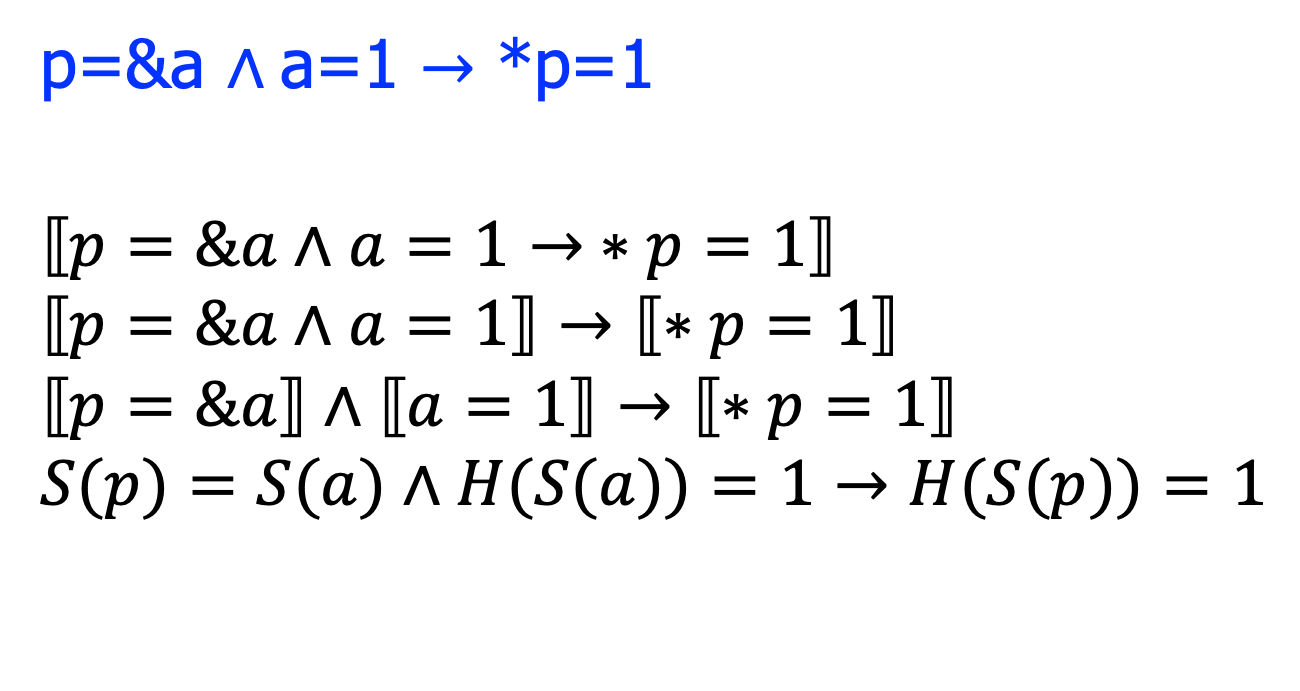 p=&a ∧ a=1 → *p=1
⟦p = &a ∧ a = 1 → * p = 1⟧
⟦p = &a ∧ a = 1⟧ → ⟦* p = 1⟧
⟦p = &a⟧ ∧ ⟦a = 1⟧ → ⟦* p = 1⟧
S(p) = S(a) ∧ H(S(a)) = 1 → H(S(p)) = 1